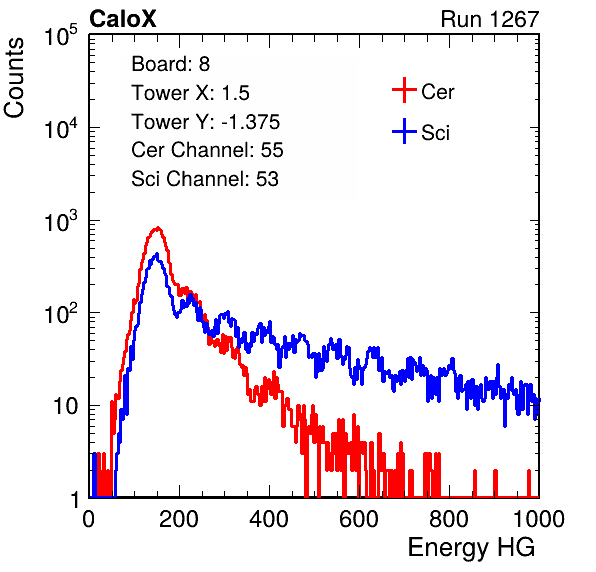 CaloX Run 1267
Counts
10^5
10^4
10^3
10^2
10
1
Board: 8
Tower X: 1.5
Tower Y: -1.375
Cer Channel: 55
Sci Channel: 53
Cer
Sci
0 200 400 600 800 1000
Energy HG